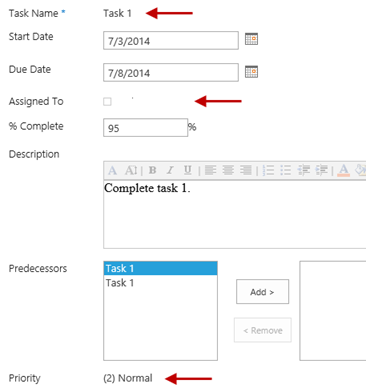 Task Name * Task 1
Start Date 7/3/2014
Due Date 7/8/2014
Assigned To
% Complete 95 %
Description
A A B I U A
Complete task 1.
Predecessors Task 1
Task 1
Add >
< Remove
Priority (2) Normal